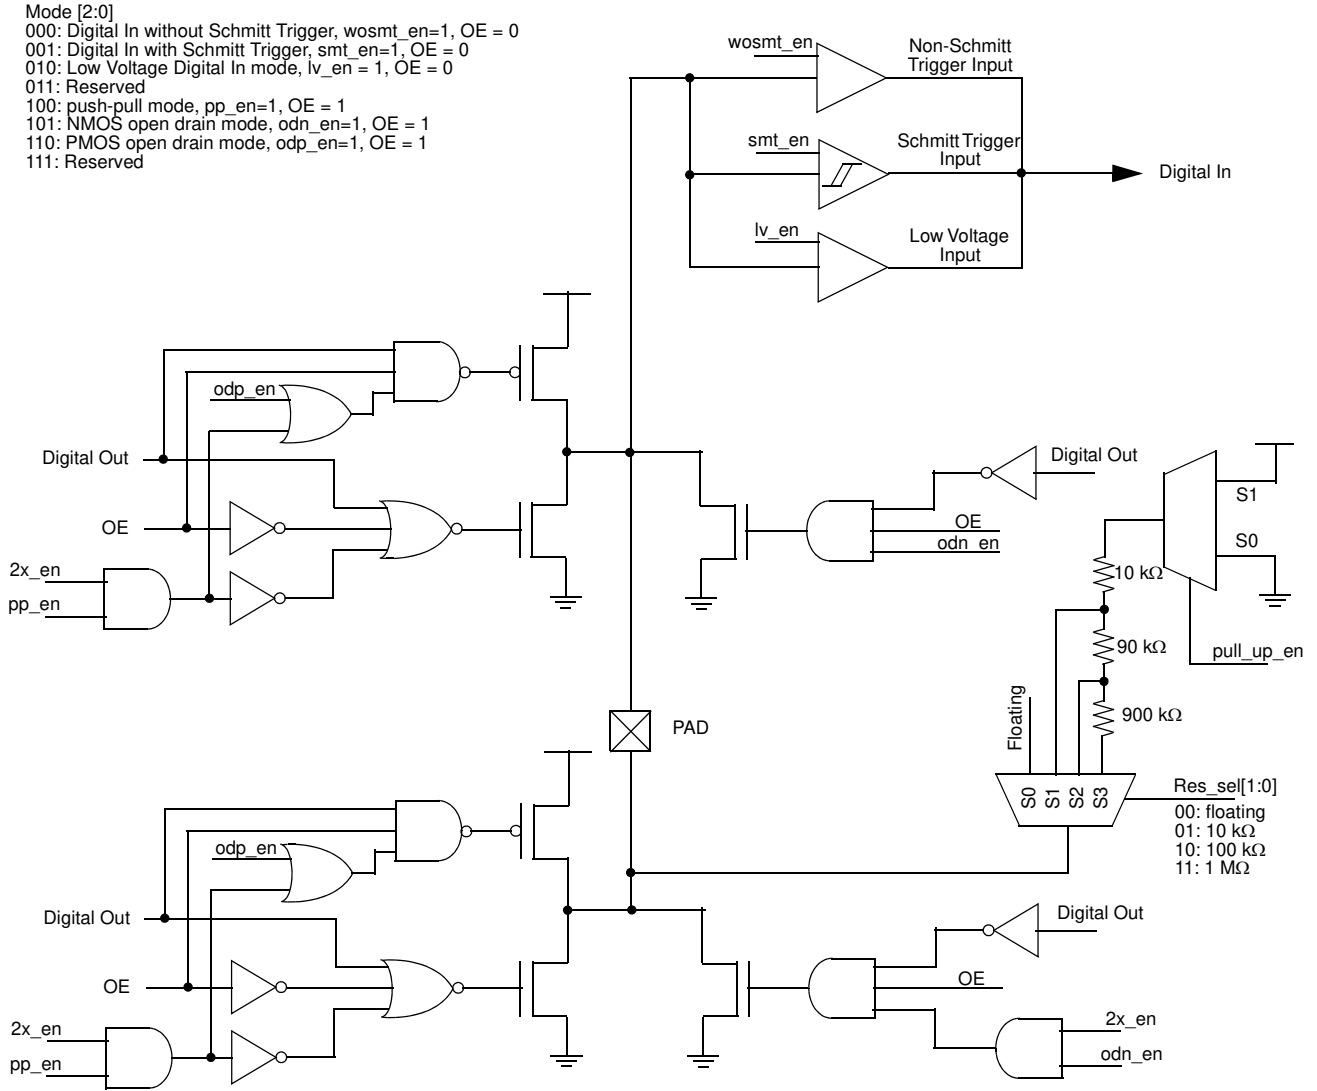 Mode [2:0]
000: Digital In without Schmitt Trigger, wosmt_en=1, OE = 0
001: Digital In with Schmitt Trigger, smt_en=1, OE = 0
010: Low Voltage Digital In mode, lv_en = 1, OE = 0
011: Reserved
100: push-pull mode, pp_en=1, OE = 1
101: NMOS open drain mode, odn_en=1, OE = 1
110: PMOS open drain mode, odp_en=1, OE = 1
111: Reserved
wosmt_en
Non-Schmitt
Trigger Input
smt_en
Schmitt Trigger
Input
Digital In
lv_en
Low Voltage
Input
odp_en
Digital Out
OE
2x_en
pp_en
Digital Out
OE
odn_en
S1
S0
10 kΩ
90 kΩ
pull_up_en
900 kΩ
Floating
PAD
S0
S1
S2
S3
Res_sel[1:0]
00: floating
01: 10 kΩ
10: 100 kΩ
11: 1 MΩ
odp_en
Digital Out
OE
2x_en
pp_en
Digital Out
OE
2x_en
odn_en